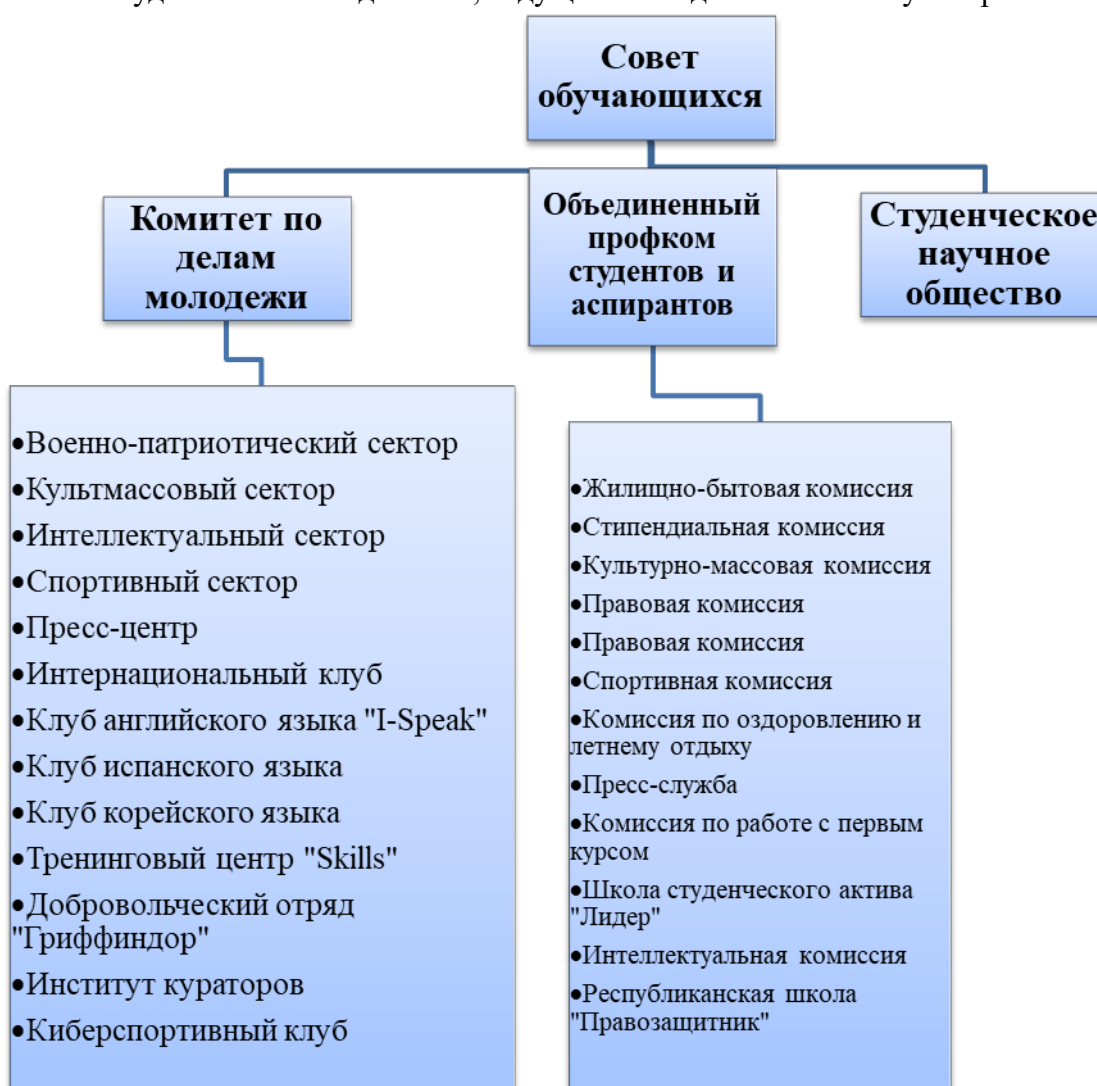 Совет
обучающихся
Комитет по
делам
молодежи
Объединенный
профком
студентов и
аспирантов
Студенческое
научное
общество
•Военно-патриотический сектор
•Культмассовый сектор
•Интеллектуальный сектор
•Спортивный сектор
•Пресс-центр
•Интернациональный клуб
•Клуб английского языка "I-Speak"
•Клуб испанского языка
•Клуб корейского языка
•Тренинговый центр "Skills"
•Добровольческий отряд
"Гриффиндор"
•Институт кураторов
•Киберспортивный клуб
•Жилищно-бытовая комиссия
•Стипендиальная комиссия
•Культурно-массовая комиссия
•Правовая комиссия
•Правовая комиссия
•Спортивная комиссия
•Комиссия по оздоровлению и
летнему отдыху
•Пресс-служба
•Комиссия по работе с первым
курсом
•Школа студенческого актива
"Лидер"
•Интеллектуальная комиссия
•Республиканская школа
"Правозащитник"